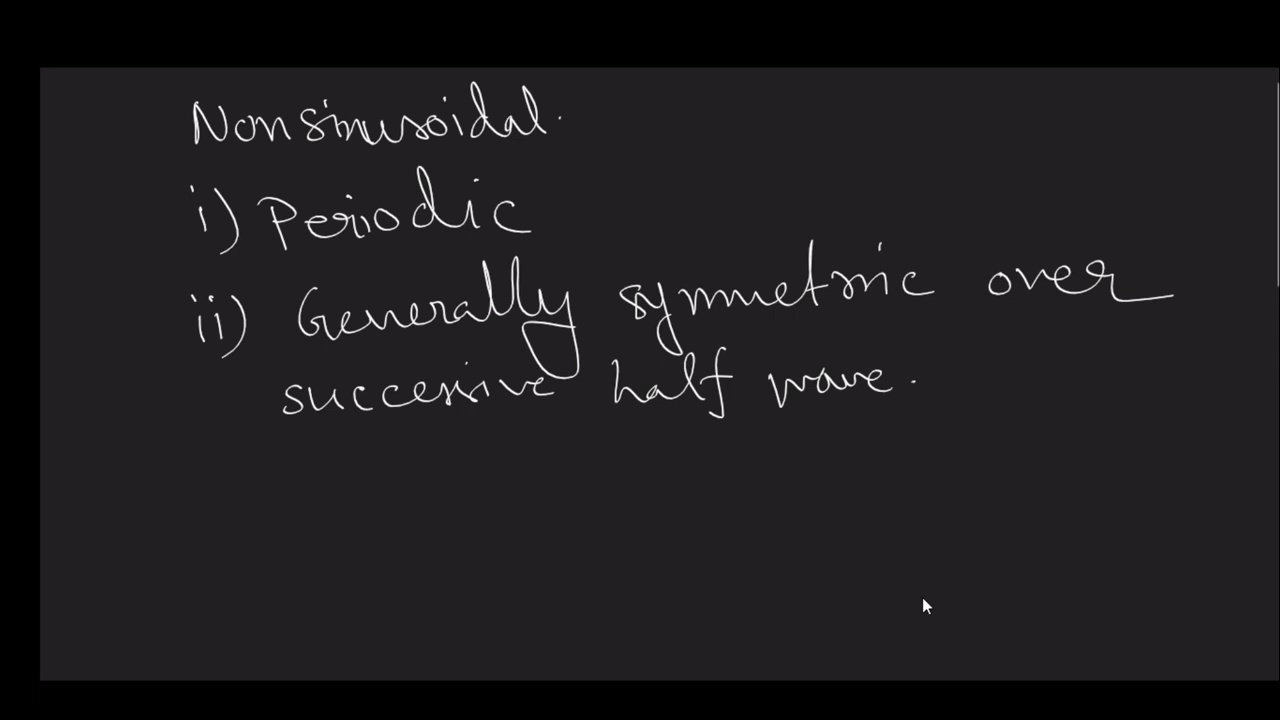 Nonsinusoidal.
i) Periodic
ii) Generally symmetric over
successive half wave.